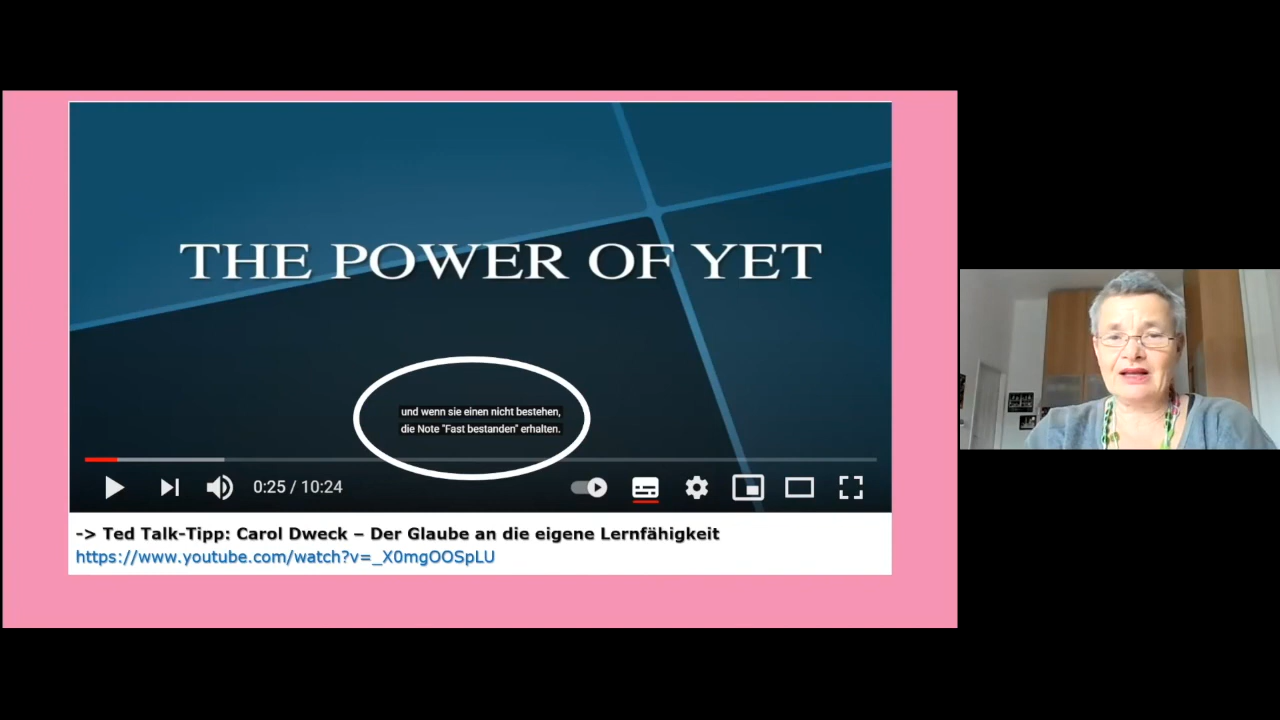 THE POWER OF YET
und wenn sie einen nicht bestehen,
die Note "Fast bestanden" erhalten.
0:25 / 10:24
-> Ted Talk-Tipp: Carol Dweck – Der Glaube an die eigene Lernfähigkeit
https://www.youtube.com/watch?v=_X0mgOOSpLU